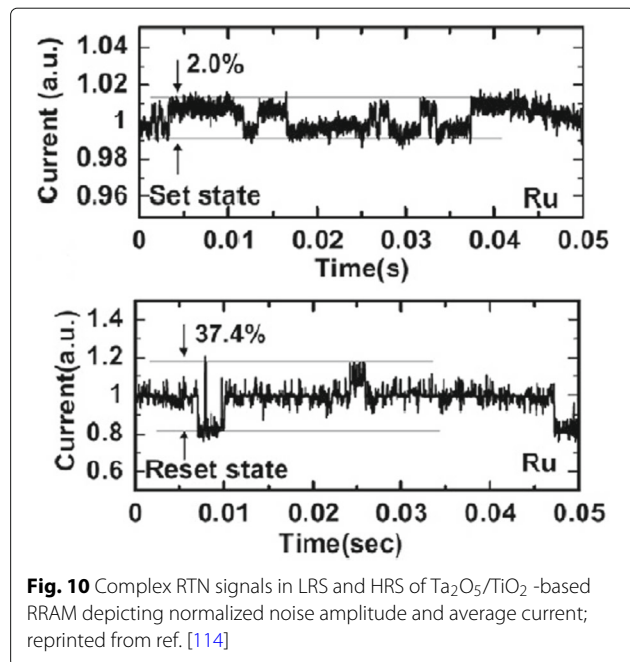 Current (a.u.)
1.04
1.02
1
0.98
0.96
2.0%
Set state
Ru
0 0.01 0.02 0.03 0.04 0.05
Time(s)
Current(a.u.)
1.4
1.2
1
0.8
0.6
37.4%
Reset state
Ru
0 0.01 0.02 0.03 0.04 0.05
Time(sec)
Fig. 10 Complex RTN signals in LRS and HRS of Ta₂O₅/TiO₂ -based
RRAM depicting normalized noise amplitude and average current;
reprinted from ref. [114]